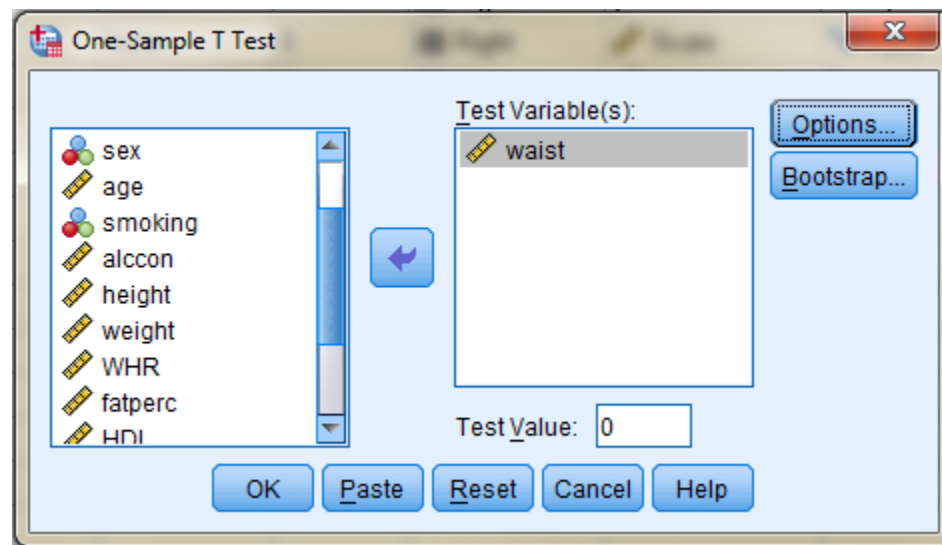 One-Sample T Test
sex
age
smoking
alccon
height
weight
WHR
fatperc
HDL
Test Variable(s):
waist
Test Value: 0
Options...
Bootstrap...
OK Paste Reset Cancel Help